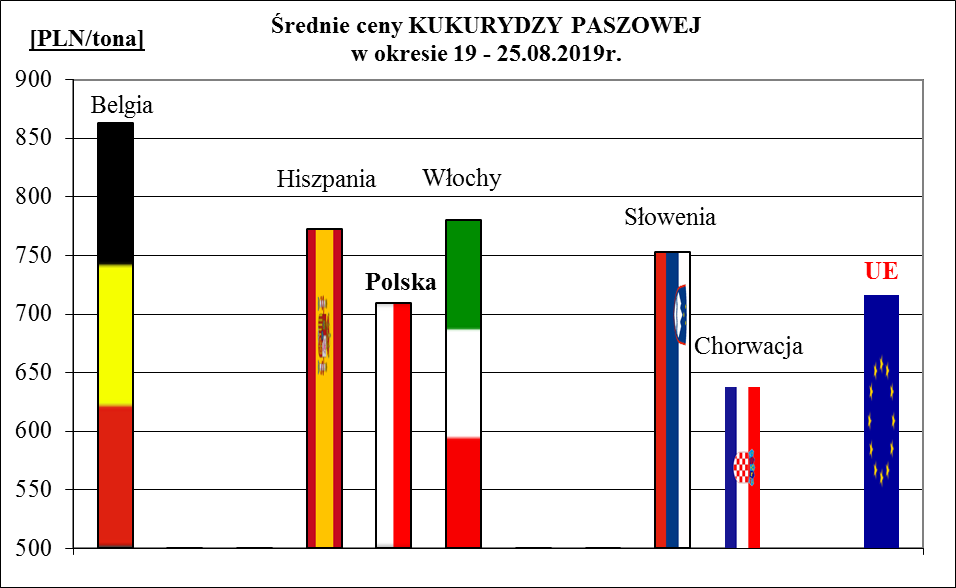 Średnie ceny KUKURYDZY PASZOWEJ
w okresie 19 - 25.08.2019r.
[PLN/tona]
900
850
800
750
700
650
600
550
500
Belgia
Hiszpania
Polska
Włochy
Słowenia
Chorwacja
UE